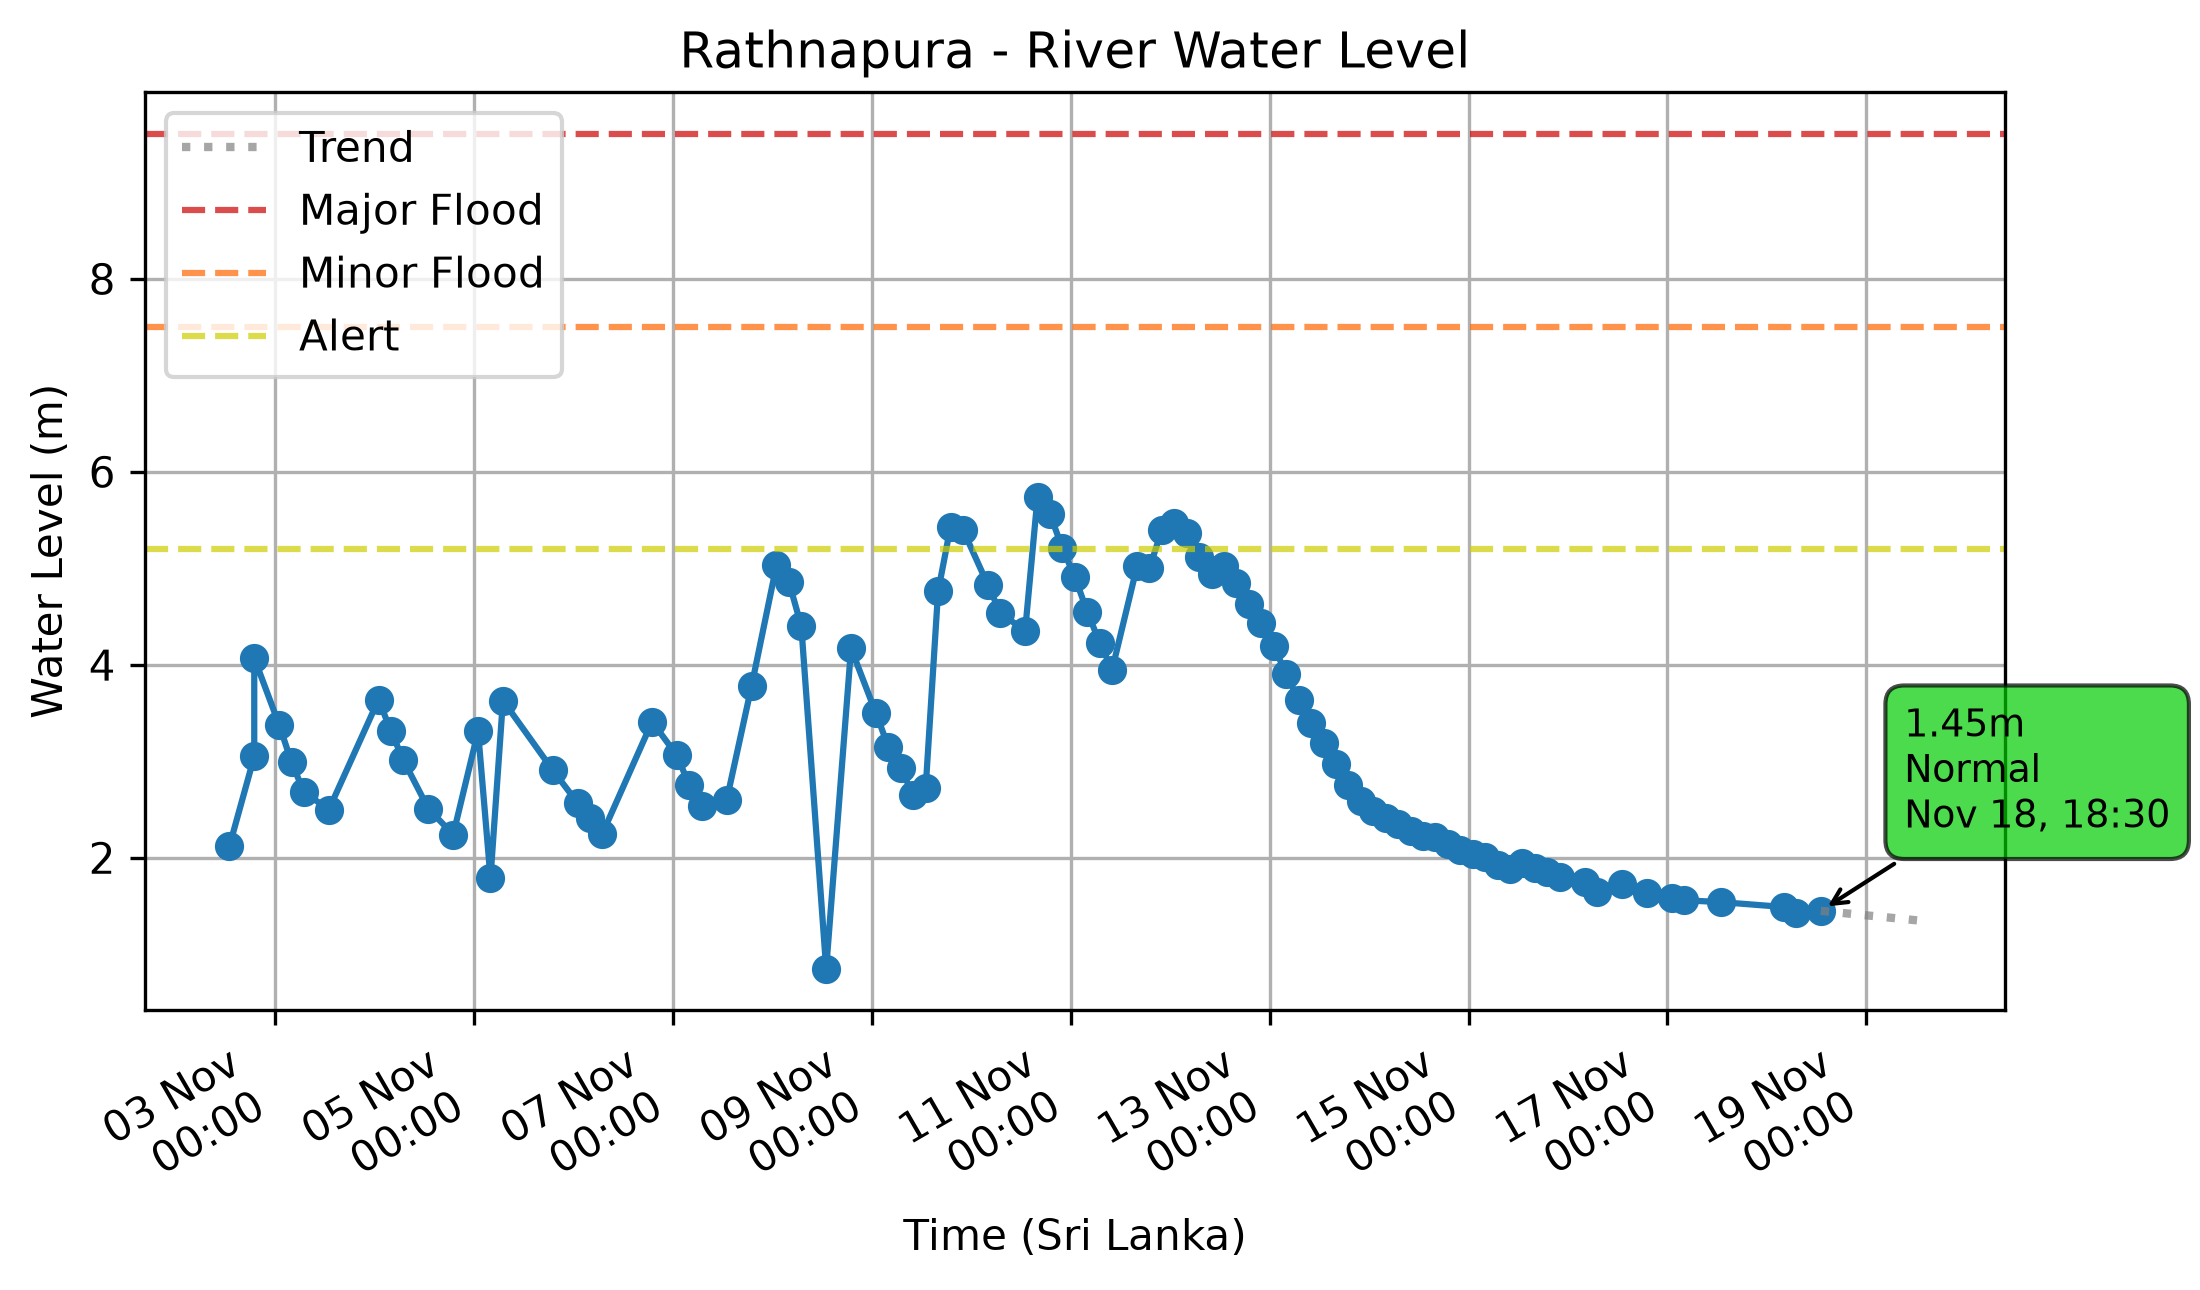 Rathnapura - River Water Level
Trend
Major Flood
Minor Flood
Alert
8
6
4
2
Water Level (m)
1.45m
Normal
Nov 18, 18:30
03 Nov
00:00
05 Nov
00:00
07 Nov
00:00
09 Nov
00:00
11 Nov
00:00
13 Nov
00:00
15 Nov
00:00
17 Nov
00:00
19 Nov
00:00
Time (Sri Lanka)